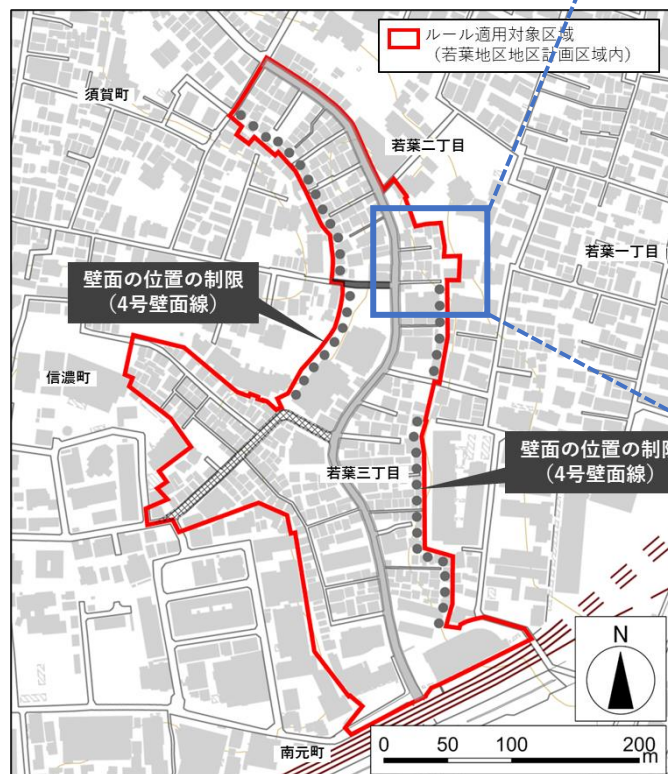 ルール適用対象区域
(若葉地区地区計画区域内)
須賀町
若葉二丁目
若葉一丁目
壁面の位置の制限
(4号壁面線)
信濃町
壁面の位置の制限
(4号壁面線)
若葉三丁目
南元町
N
0 50 100 200
m